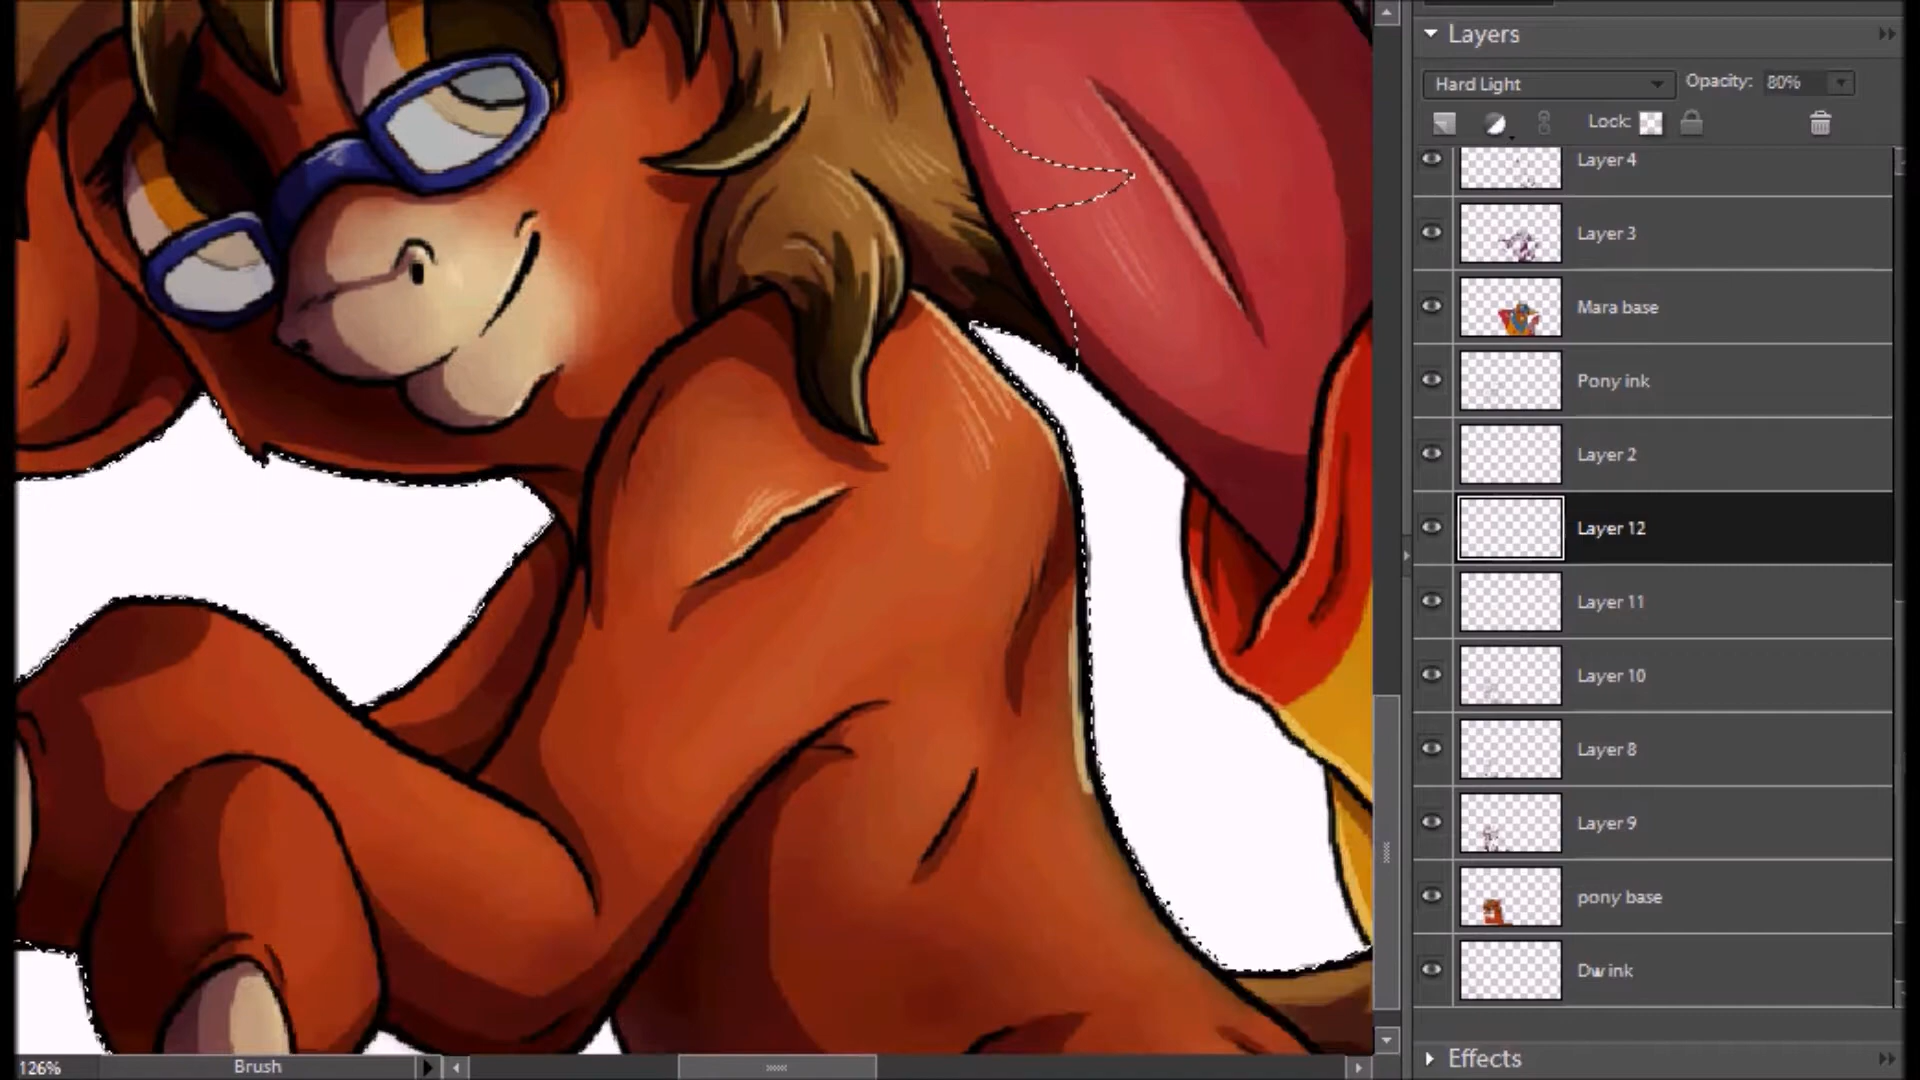 Layers
Hard Light Opacity: 80%
Lock:
Layer 4
Layer 3
Mara base
Pony ink
Layer 2
Layer 12
Layer 11
Layer 10
Layer 8
Layer 9
pony base
Dw ink
Effects
126% Brush